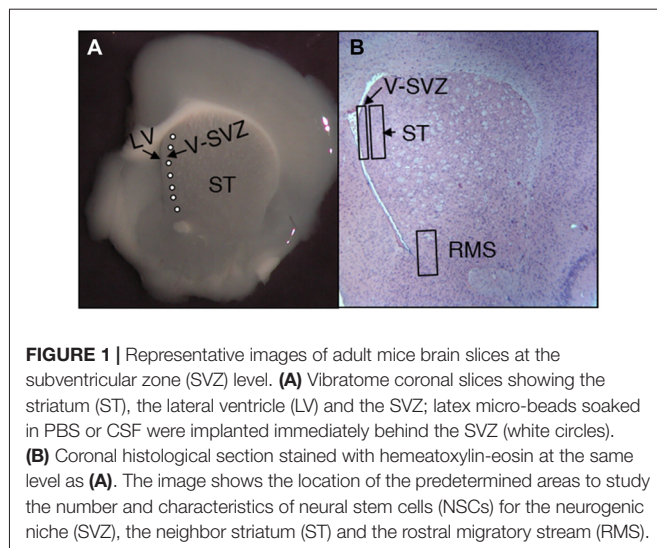 A
B
V-SVZ
LV
V-SVZ
ST
ST
RMS
FIGURE 1 | Representative images of adult mice brain slices at the
subventricular zone (SVZ) level. (A) Vibratome coronal slices showing the
striatum (ST), the lateral ventricle (LV) and the SVZ; latex micro-beads soaked
in PBS or CSF were implanted immediately behind the SVZ (white circles).
(B) Coronal histological section stained with hemeatoxylin-eosin at the same
level as (A). The image shows the location of the predetermined areas to study
the number and characteristics of neural stem cells (NSCs) for the neurogenic
niche (SVZ), the neighbor striatum (ST) and the rostral migratory stream (RMS).